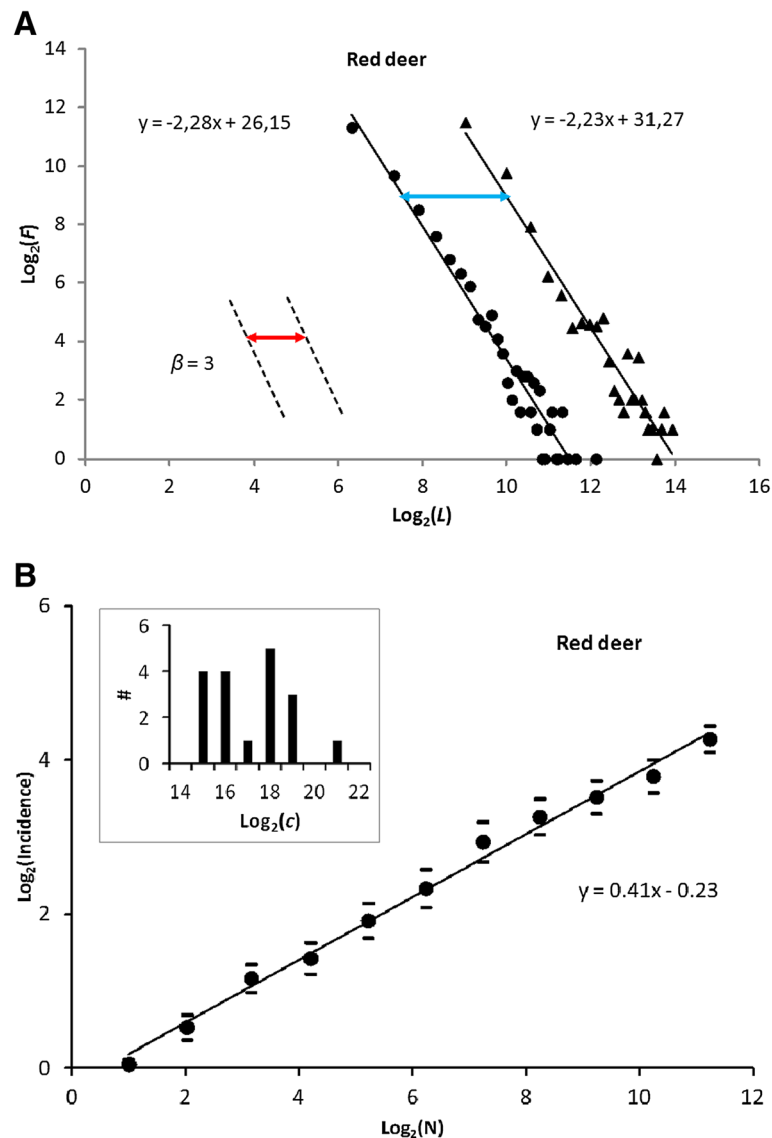 A
Red deer
14
12
10
8
6
4
2
0
y = -2,28x + 26,15
y = -2,23x + 31,27
β = 3
Log2(F)
0 2 4 6 8 10 12 14 16
Log2(L)
B
6
4
2
0
Red deer
6
4
2
0
#
14 16 18 20 22
Log2(c)
Log2(Incidence)
y = 0.41x - 0.23
0 2 4 6 8 10 12
Log2(N)